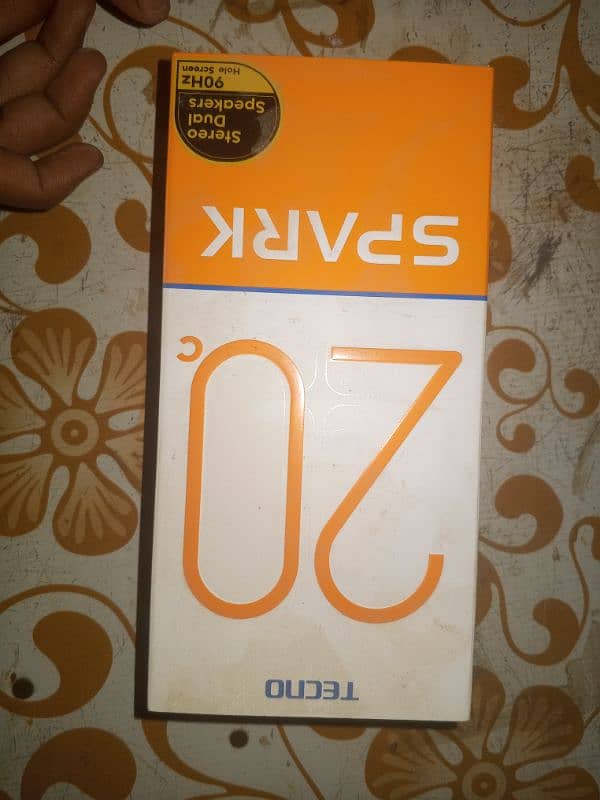 TECNO
20c
SPARK
Stereo
Dual
Speakers
90Hz
Hole Screen